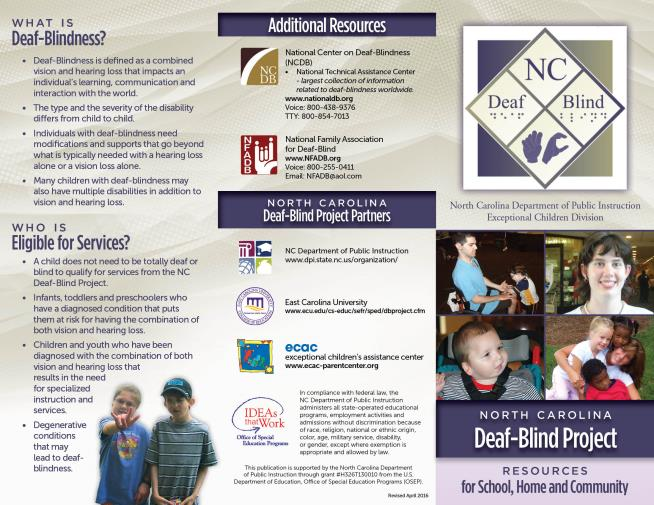 WHAT IS
Deaf-Blindness?
• Deaf-Blindness is defined as a combined
vision and hearing loss that impacts an
individual's learning, communication and
interaction with the world.
• The type and the severity of the disability
differs from child to child.
• Individuals with deaf-blindness need
modifications and supports that go beyond
what is typically needed with a hearing loss
alone or a vision loss alone.
• Many children with deaf-blindness may
also have multiple disabilities in addition to
vision and hearing loss.
WHO IS
Eligible for Services?
• A child does not need to be totally deaf or
blind to qualify for services from the NC
Deaf-Blind Project.
• Infants, toddlers and preschoolers who
have a diagnosed condition that puts
them at risk for having the combination of
both vision and hearing loss.
• Children and youth who have been
diagnosed with the combination of both
vision and hearing loss that
results in the need
for specialized
instruction and
services.
• Degenerative
conditions
that may
lead to deaf-
blindness.
Additional Resources
NC
DB
National Center on Deaf-Blindness
(NCDB)
• National Technical Assistance Center
- largest collection of information
related to deaf-blindness worldwide.
www.nationaldb.org
Voice: 800-438-9376
TTY: 800-854-7013
NFADB
National Family Association
for Deaf-Blind
www.NFADB.org
Voice: 800-255-0411
Email: NFADB@aol.com
NORTH CAROLINA
Deaf-Blind Project Partners
NC Department of Public Instruction
www.dpi.state.nc.us/organization/
East Carolina University
www.ecu.edu/cs-educ/sefr/sped/dbproject.cfm
ecac
exceptional children's assistance center
www.ecac-parentcenter.org
IDEAs
that Work
Office of Special
Education Programs
In compliance with federal law, the
NC Department of Public Instruction
administers all state-operated educational
programs, employment activities and
admissions without discrimination because
of race, religion, national or ethnic origin,
color, age, military service, disability,
or gender, except where exemption is
appropriate and allowed by law.
This publication is supported by the North Carolina Department
of Public Instruction through grant #H326T130010 from the U.S.
Department of Education, Office of Special Education Programs (OSEP).
Revised April 2016
NC
Deaf Blind
North Carolina Department of Public Instruction
Exceptional Children Division
NORTH CAROLINA
Deaf-Blind Project
RESOURCES
for School, Home and Community